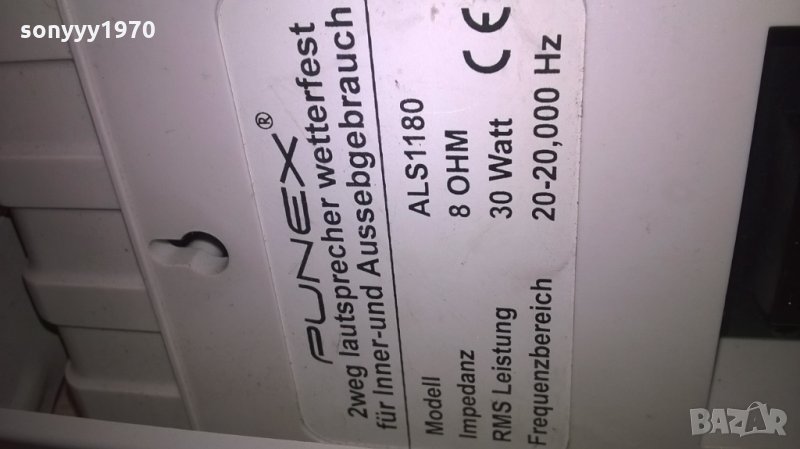 sonyyy1970
PUNEX®
2weg lautsprecher wetterfest
für Inner-und Aussebgebrauch
Modell ALS1180
Impedanz 8 OHM
RMS Leistung 30 Watt CE
Frequenzbereich 20-20,000 Hz
BAZAR